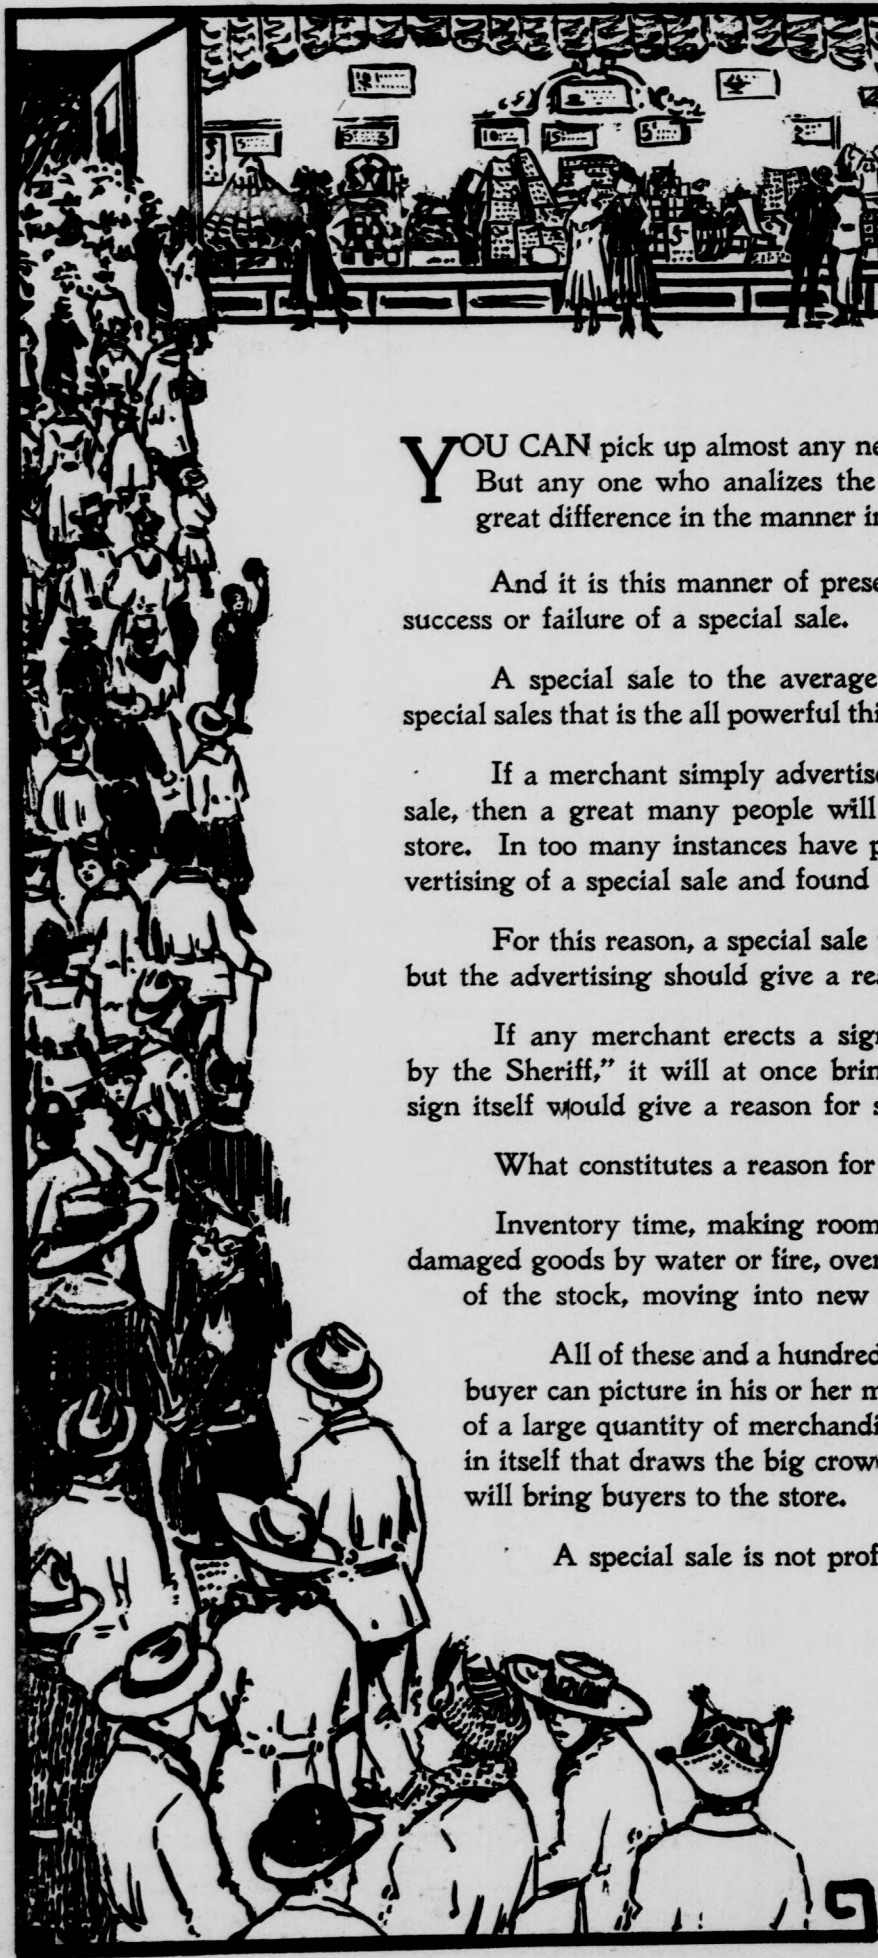 YOU CAN pick up almost any ne
But any one who analizes the
great difference in the manner i
And it is this manner of prese
success or failure of a special sale.
A special sale to the average
special sales that is the all powerful thi
If a merchant simply advertise
sale, then a great many people will
store. In too many instances have p
vertising of a special sale and found
For this reason, a special sale
but the advertising should give a rea
If any merchant erects a sign
by the Sheriff," it will at once brin
sign itself would give a reason for s
What constitutes a reason for
Inventory time, making room
damaged goods by water or fire, over
of the stock, moving into new
All of these and a hundred
buyer can picture in his or her m
of a large quantity of merchandi
in itself that draws the big crow
will bring buyers to the store.
A special sale is not prof